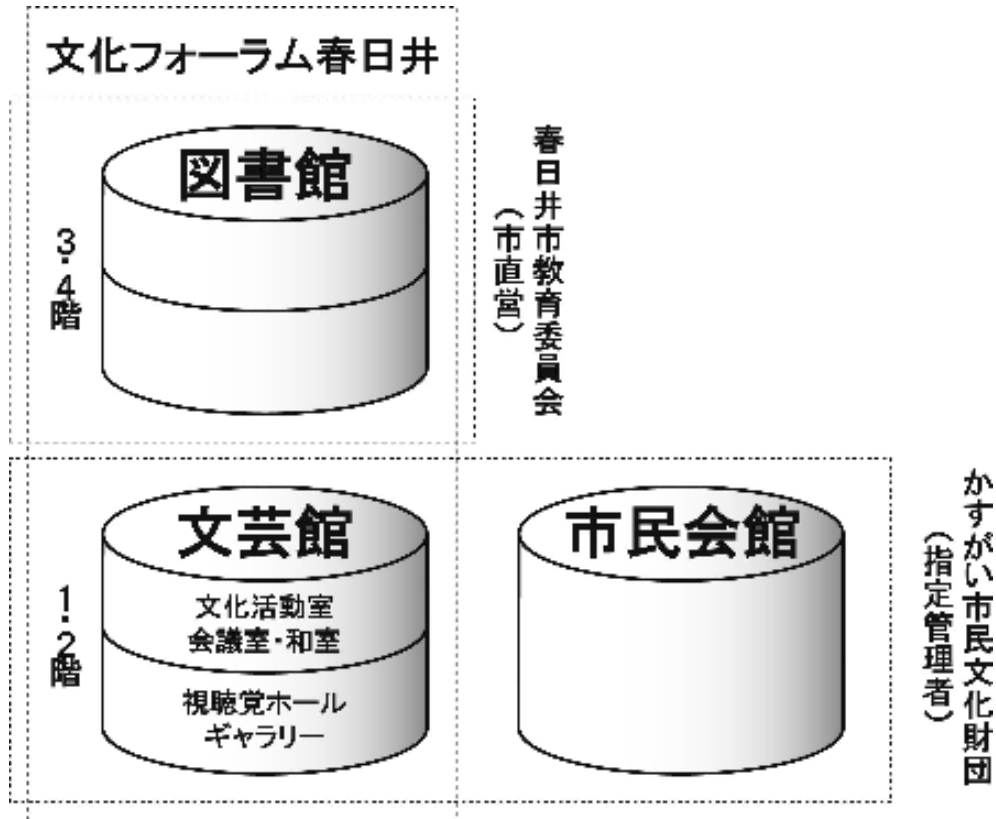 文化フォーラム春日井
図書館
3・4階
春日井市教育委員会
（市直営）
文芸館
文化活動室
会議室・和室
視聴党ホール
ギャラリー
1・2階
市民会館
かすがい市民文化財団
（指定管理者）